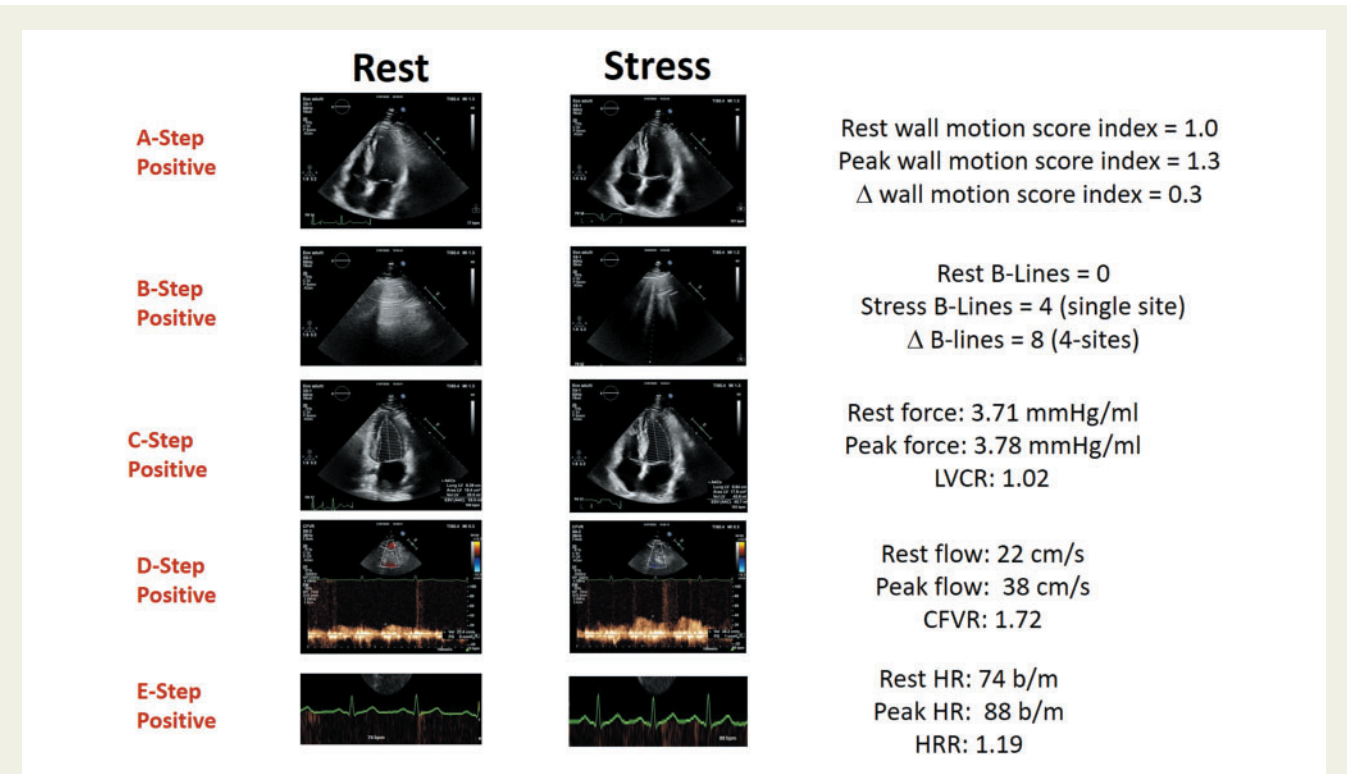 Rest Stress
A-Step
Positive
Rest wall motion score index = 1.0
Peak wall motion score index = 1.3
Δ wall motion score index = 0.3
B-Step
Positive
Rest B-Lines = 0
Stress B-Lines = 4 (single site)
Δ B-lines = 8 (4-sites)
C-Step
Positive
Rest force: 3.71 mmHg/ml
Peak force: 3.78 mmHg/ml
LVCR: 1.02
D-Step
Positive
Rest flow: 22 cm/s
Peak flow: 38 cm/s
CFVR: 1.72
E-Step
Positive
74 bpm
88 bpm
Rest HR: 74 b/m
Peak HR: 88 b/m
HRR: 1.19